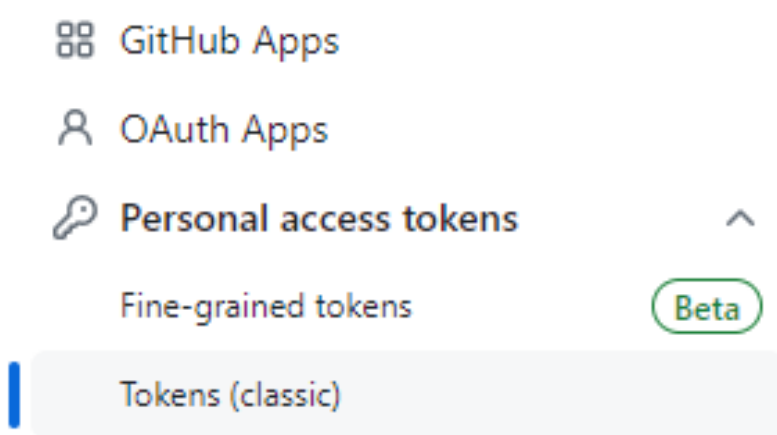 GitHub Apps
OAuth Apps
Personal access tokens
Fine-grained tokens Beta
Tokens (classic)